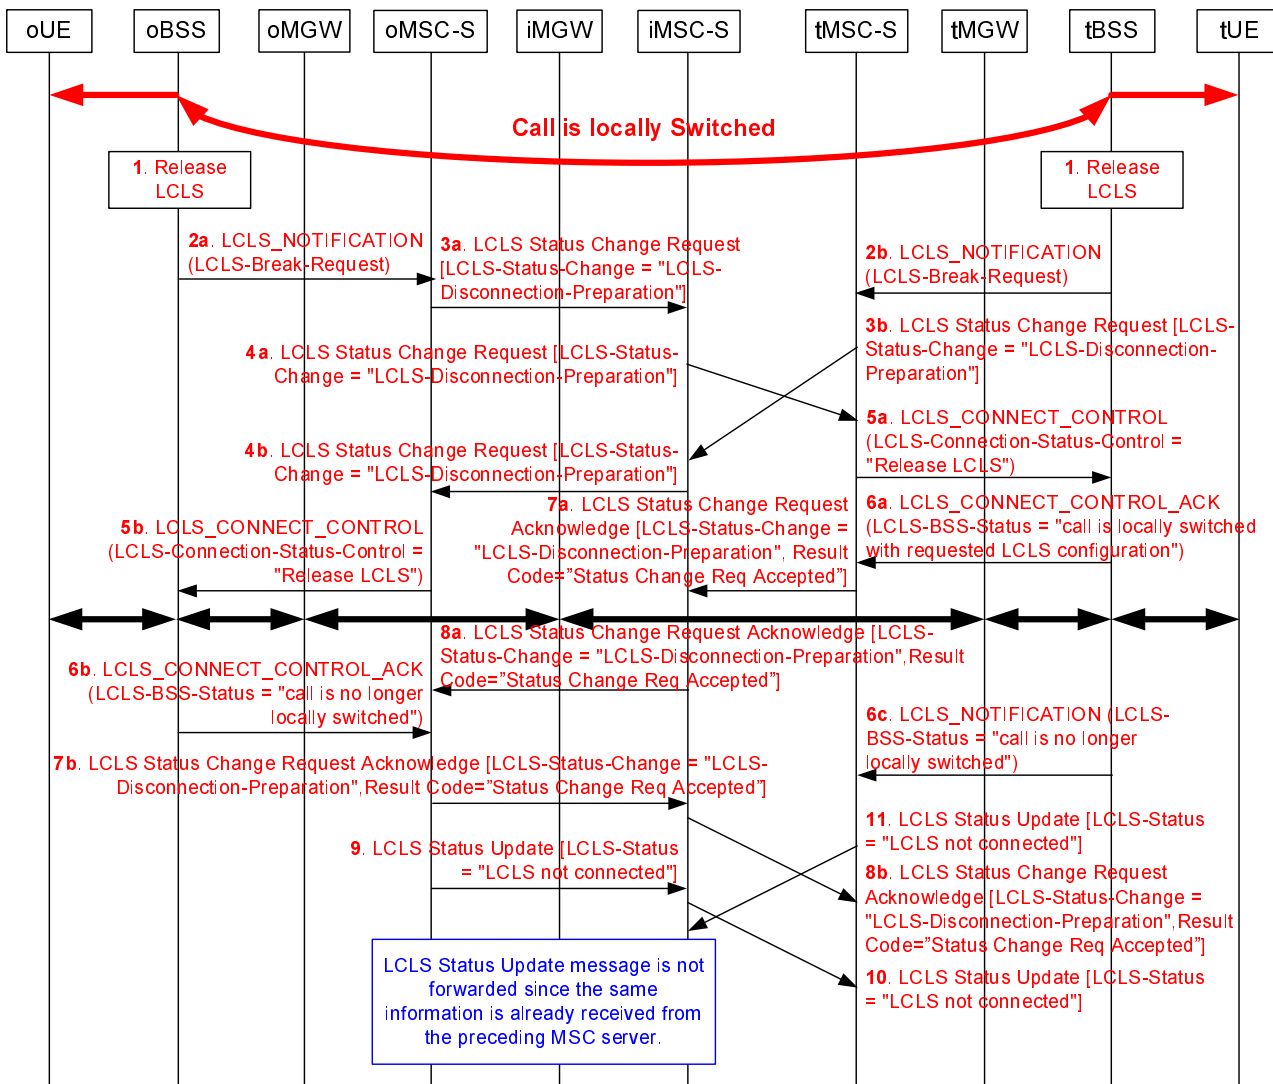 oUE oBSS oMGW oMSC-S iMGW iMSC-S tMSC-S tMGW tBSS tUE
Call is locally Switched
1. Release
LCLS
1. Release
LCLS
2a. LCLS_NOTIFICATION
(LCLS-Break-Request)
3a. LCLS Status Change Request
[LCLS-Status-Change = "LCLS-
Disconnection-Preparation"]
2b. LCLS_NOTIFICATION
(LCLS-Break-Request)
3b. LCLS Status Change Request [LCLS-
Status-Change = "LCLS-Disconnection-
Preparation"]
4a. LCLS Status Change Request [LCLS-Status-
Change = "LCLS-Disconnection-Preparation"]
5a. LCLS_CONNECT_CONTROL
(LCLS-Connection-Status-Control =
"Release LCLS")
4b. LCLS Status Change Request [LCLS-Status-
Change = "LCLS-Disconnection-Preparation"]
6a. LCLS_CONNECT_CONTROL_ACK
(LCLS-BSS-Status = "call is locally switched
with requested LCLS configuration")
7a. LCLS Status Change Request
Acknowledge [LCLS-Status-Change =
"LCLS-Disconnection-Preparation", Result
Code=”Status Change Req Accepted”]
5b. LCLS_CONNECT_CONTROL
(LCLS-Connection-Status-Control =
"Release LCLS")
8a. LCLS Status Change Request Acknowledge [LCLS-
Status-Change = "LCLS-Disconnection-Preparation",Result
Code=”Status Change Req Accepted”]
6b. LCLS_CONNECT_CONTROL_ACK
(LCLS-BSS-Status = "call is no longer
locally switched")
6c. LCLS_NOTIFICATION (LCLS-
BSS-Status = "call is no longer
locally switched")
7b. LCLS Status Change Request Acknowledge [LCLS-Status-Change = "LCLS-
Disconnection-Preparation",Result Code=”Status Change Req Accepted”]
11. LCLS Status Update [LCLS-Status
= "LCLS not connected"]
9. LCLS Status Update [LCLS-Status
= "LCLS not connected"]
8b. LCLS Status Change Request
Acknowledge [LCLS-Status-Change =
"LCLS-Disconnection-Preparation",Result
Code=”Status Change Req Accepted”]
10. LCLS Status Update [LCLS-Status
= "LCLS not connected"]
LCLS Status Update message is not
forwarded since the same
information is already received from
the preceding MSC server.